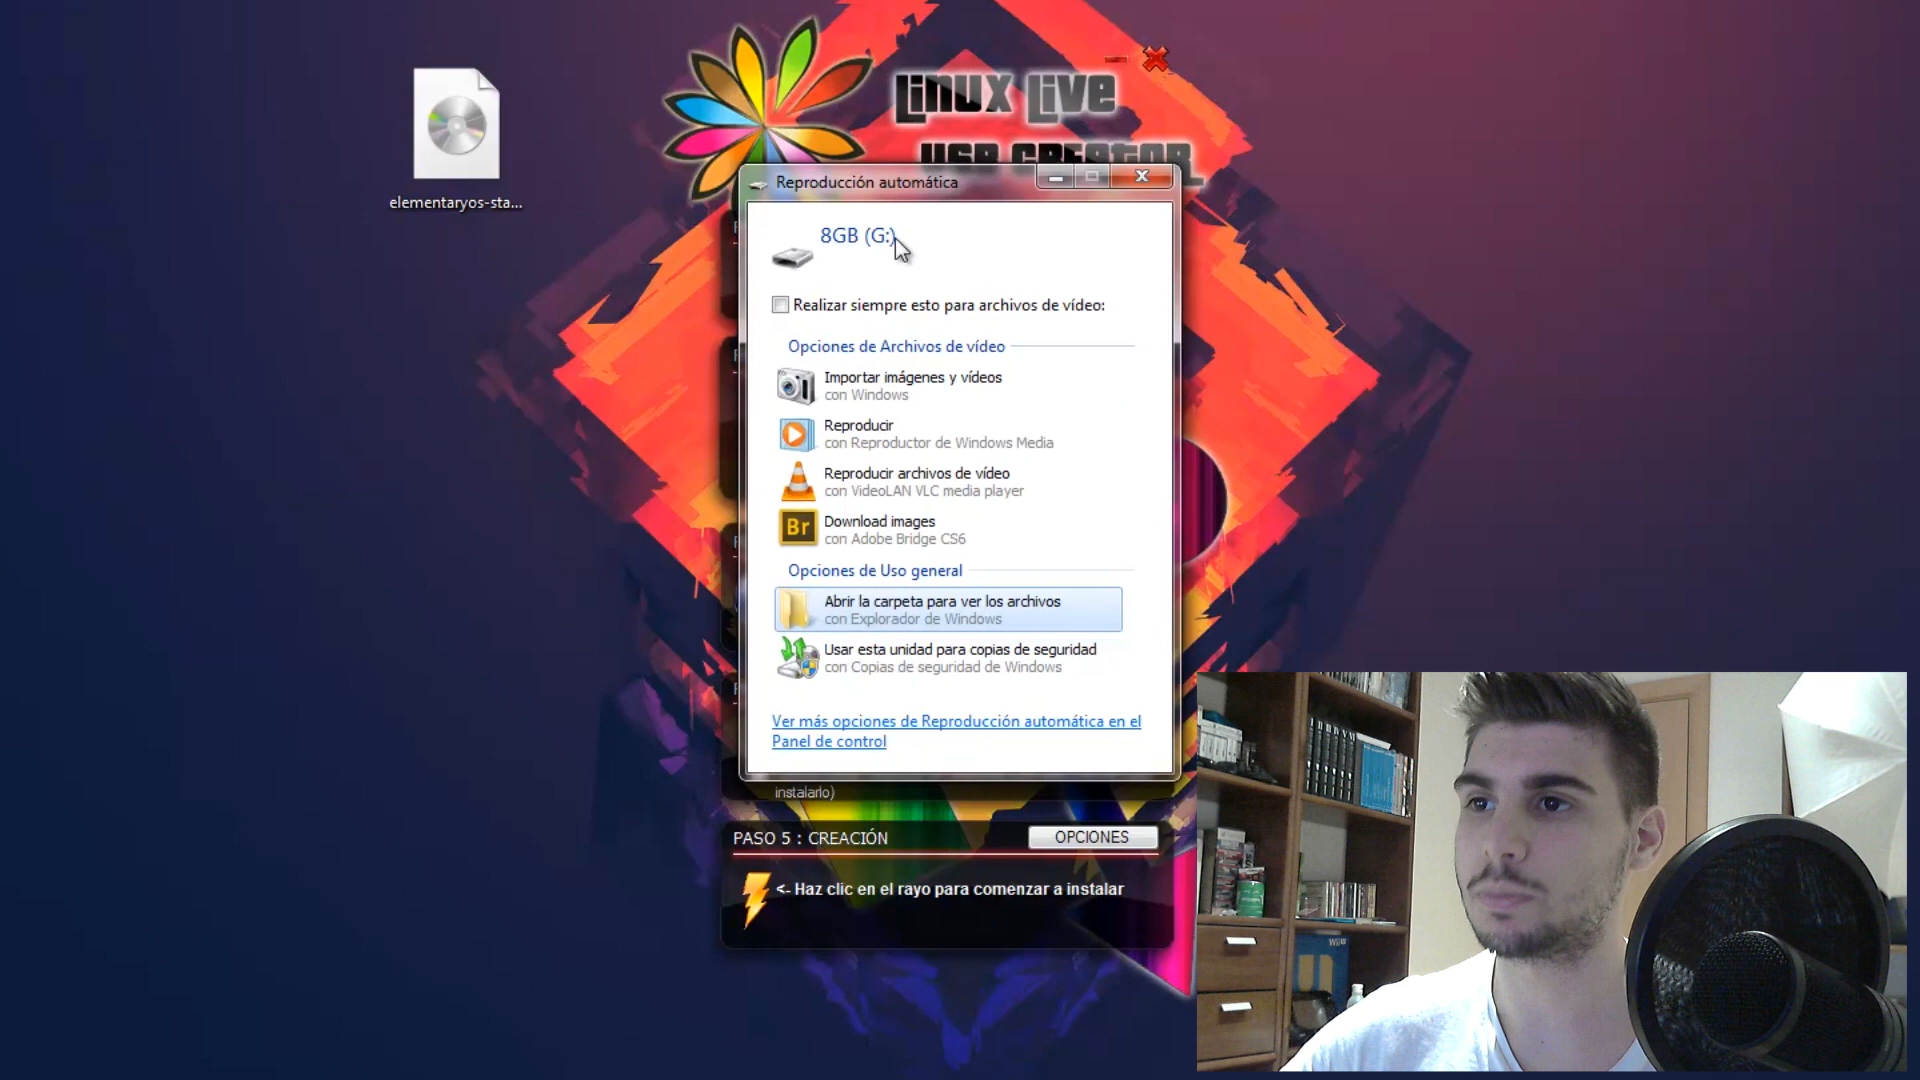 Linux Live
USB Creator
elementaryos-sta...
Reproducción automática
8GB (G:)
Realizar siempre esto para archivos de vídeo:
Opciones de Archivos de vídeo
Importar imágenes y vídeos
con Windows
Reproducir
con Reproductor de Windows Media
Reproducir archivos de vídeo
con VideoLAN VLC media player
Br
Download images
con Adobe Bridge CS6
Opciones de Uso general
Abrir la carpeta para ver los archivos
con Explorador de Windows
Usar esta unidad para copias de seguridad
con Copias de seguridad de Windows
Ver más opciones de Reproducción automática en el
Panel de control
instalarlo)
PASO 5 : CREACIÓN
OPCIONES
<- Haz clic en el rayo para comenzar a instalar